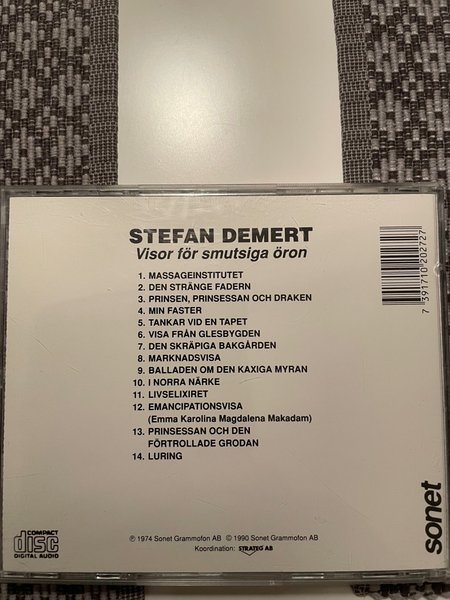 STEFAN DEMERT
Visor för smutsiga öron
1. MASSAGEINSTITUTET
2. DEN STRÄNGE FADERN
3. PRINSEN, PRINSESSAN OCH DRAKEN
4. MIN FASTER
5. TANKAR VID EN TAPET
6. VISA FRÅN GLESBYGDEN
7. DEN SKRÄPIGA BAKGÅRDEN
8. MARKNADSVISA
9. BALLADEN OM DEN KAXIGA MYRAN
10. I NORRA NÄRKE
11. LIVSELIXIRET
12. EMANCIPATIONSVISA
(Emma Karolina Magdalena Makadam)
13. PRINSESSAN OCH DEN
FÖRTROLLADE GRODAN
14. LURING
7 391710 202727
sonet
COMPACT
disc
DIGITAL AUDIO
℗ 1974 Sonet Grammofon AB © 1990 Sonet Grammofon AB
Koordination: STRATEG AB